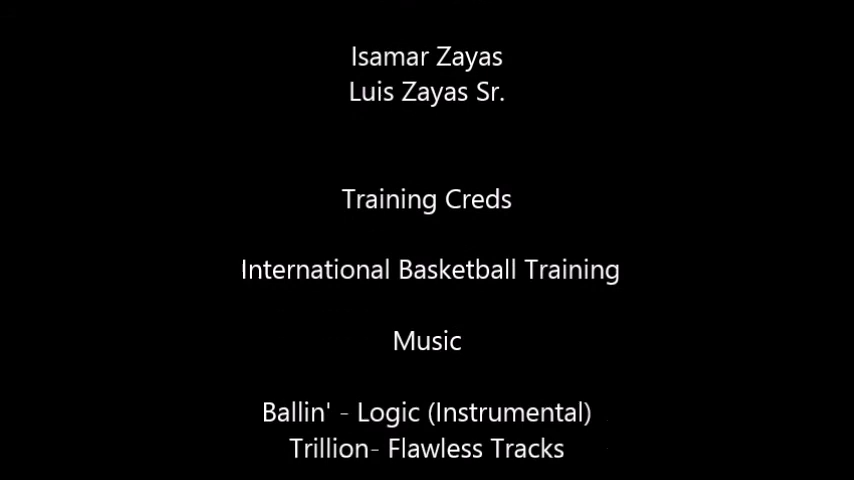 Isamar Zayas
Luis Zayas Sr.
Training Creds
International Basketball Training
Music
Ballin' - Logic (Instrumental)
Trillion- Flawless Tracks